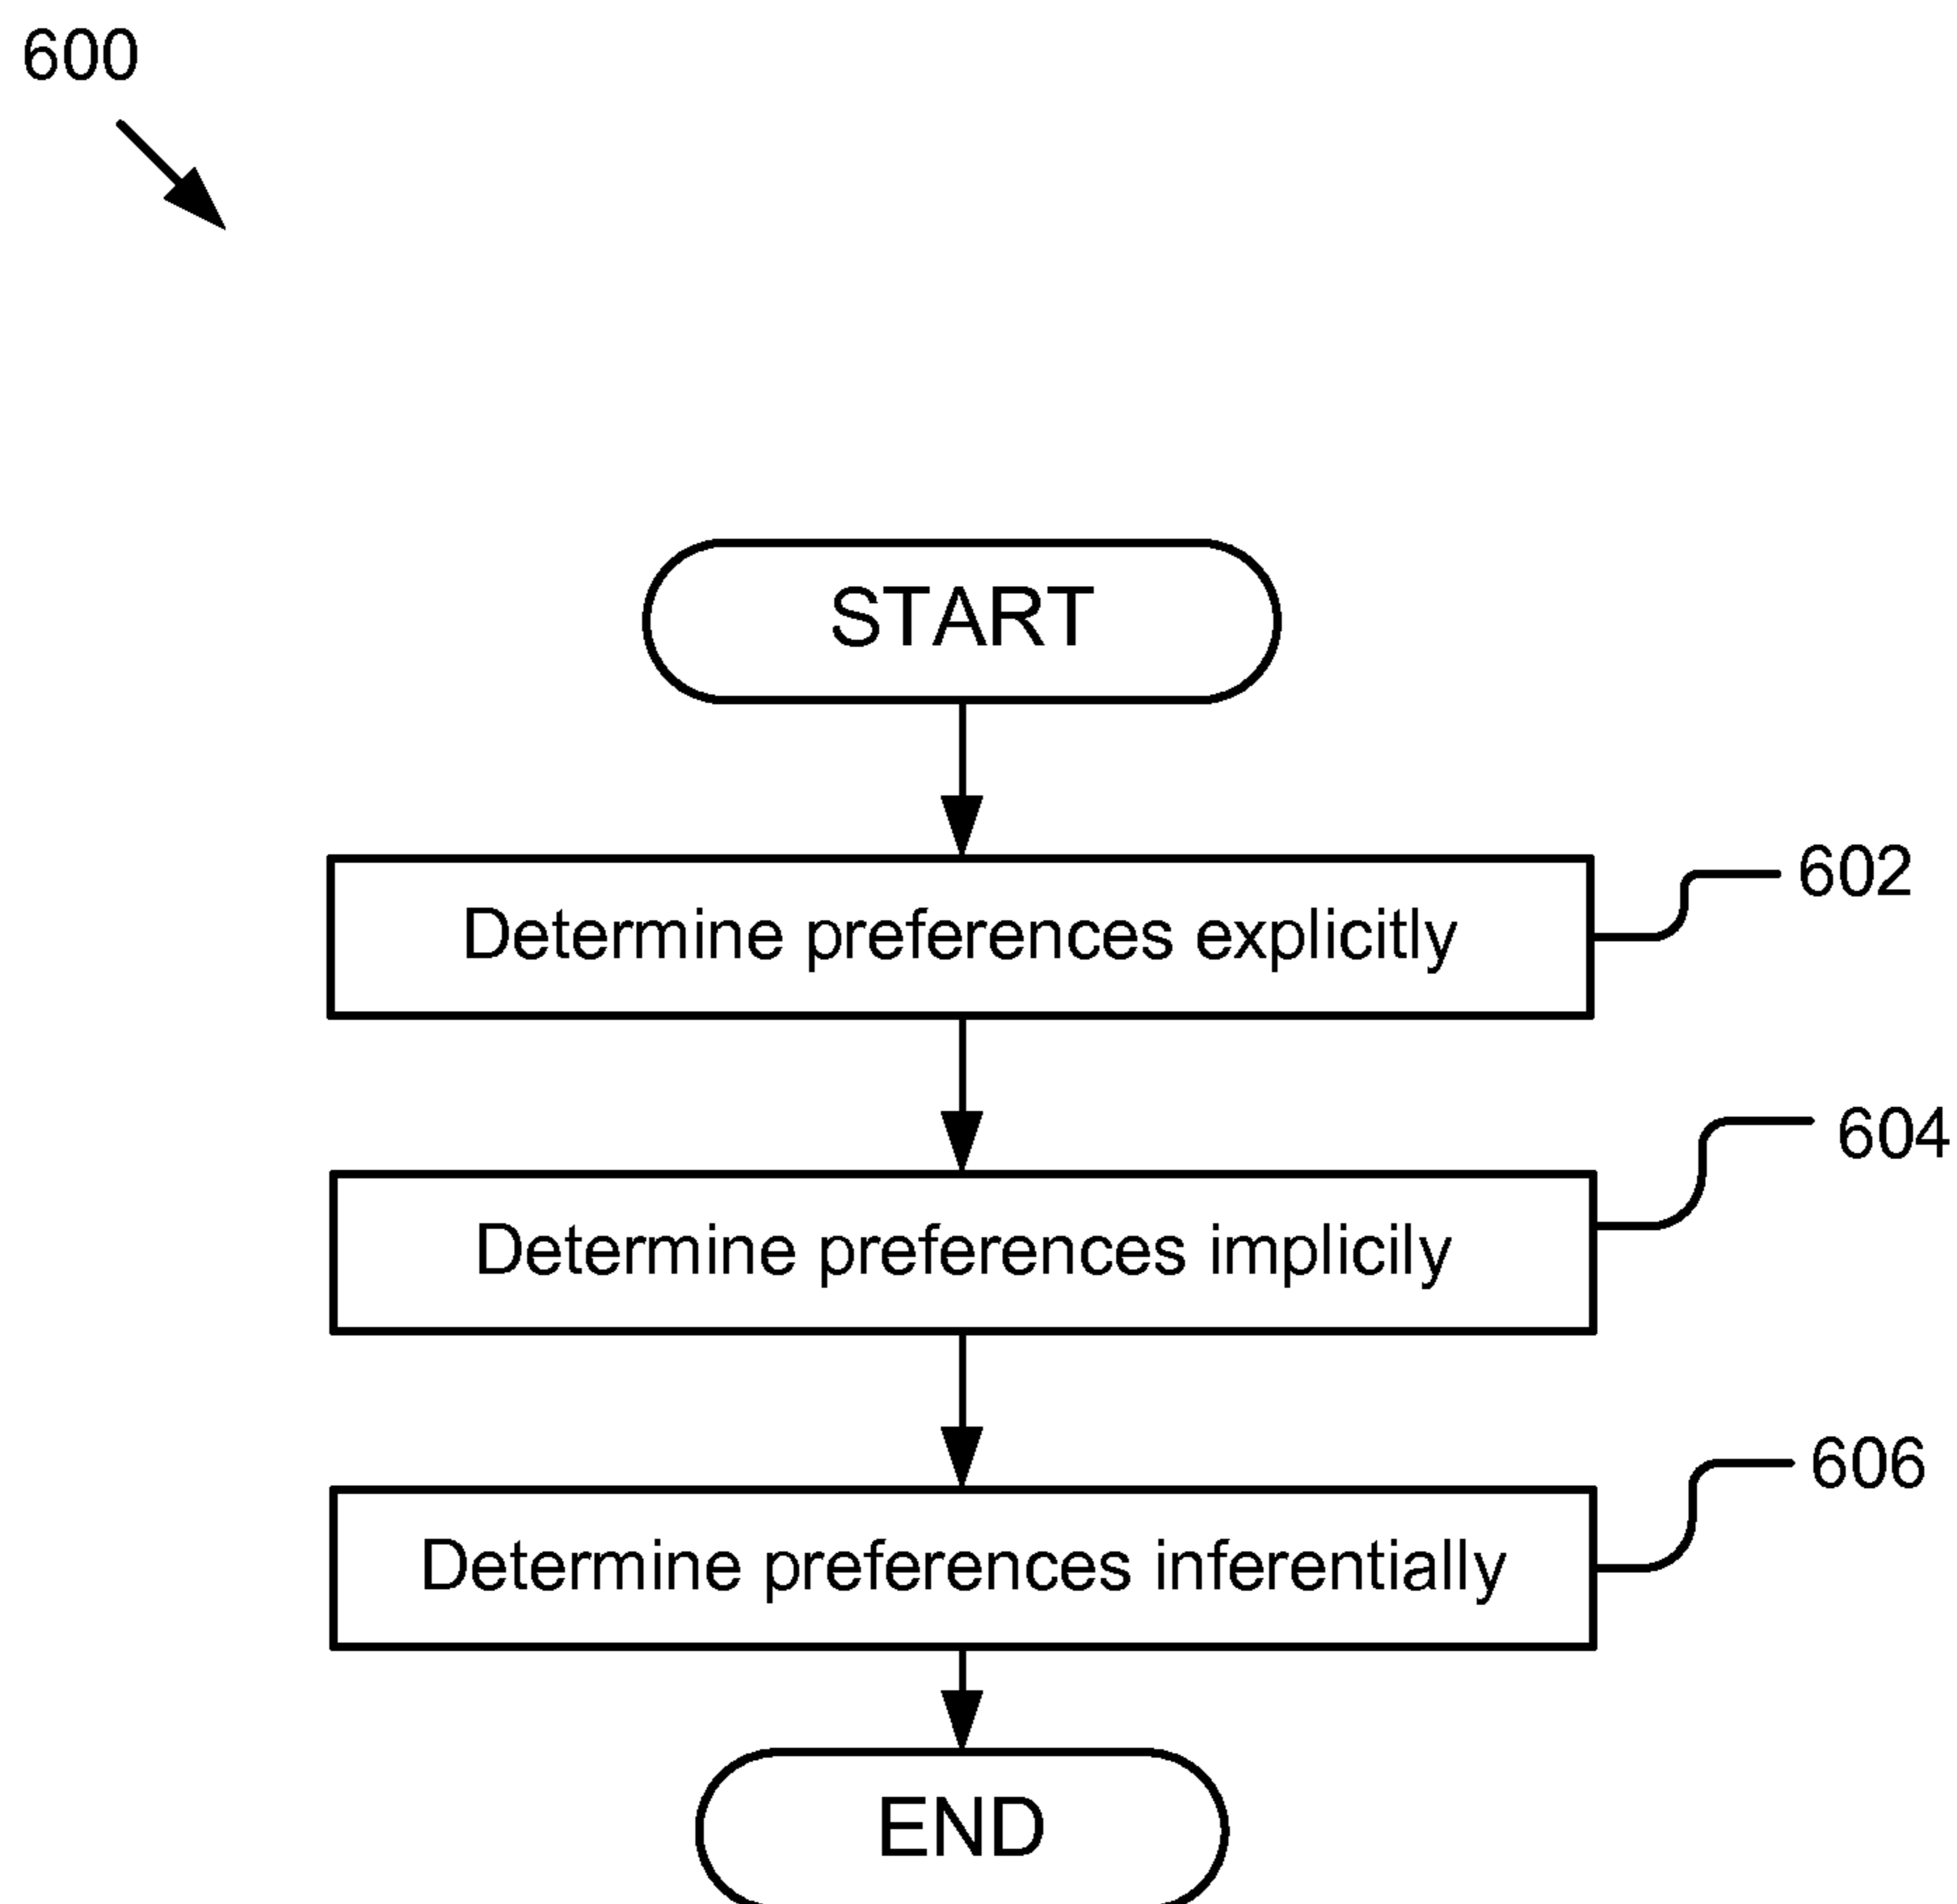 600
START
Determine preferences explicitly
602
Determine preferences implicily
604
Determine preferences inferentially
606
END